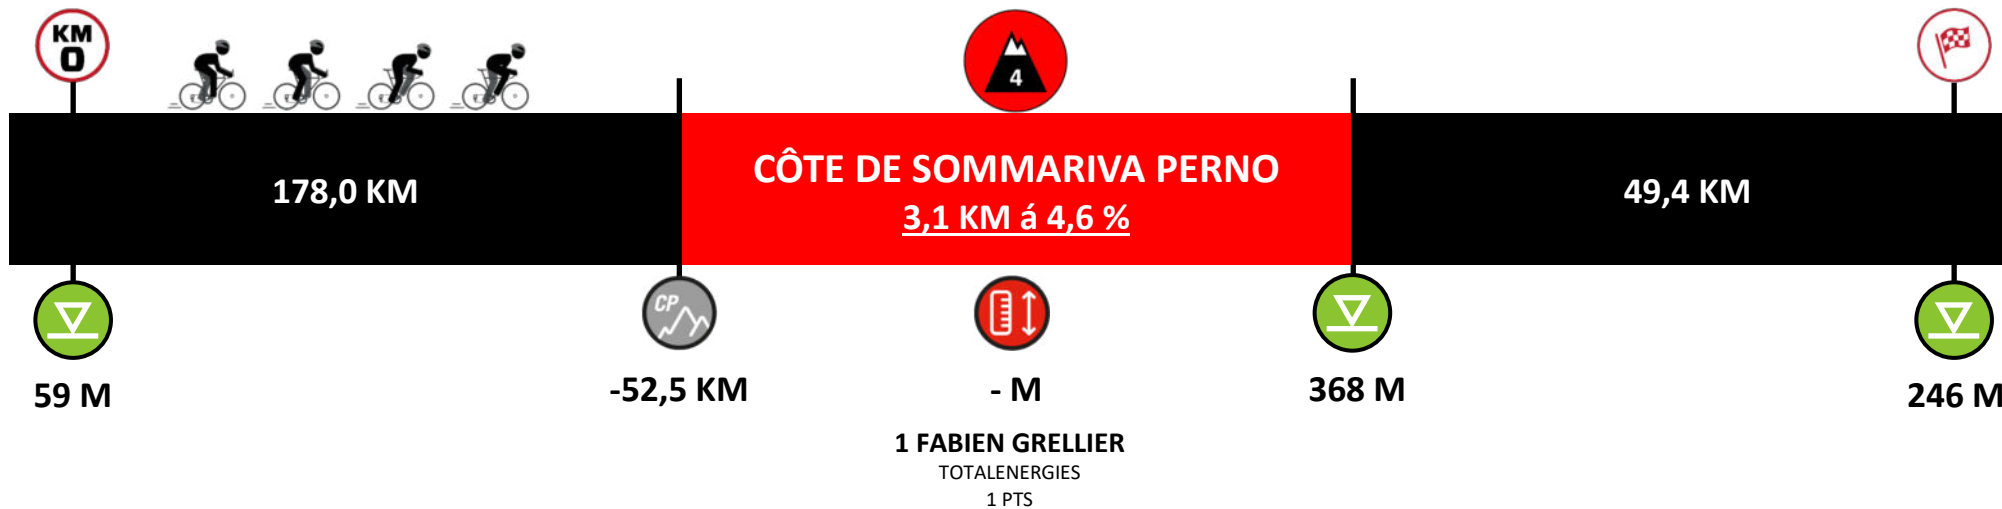 KM
0
4
CÔTE DE SOMMARIVA PERNO
3,1 KM á 4,6 %
178,0 KM
49,4 KM
CP
59 M
-52,5 KM
- M
368 M
246 M
1 FABIEN GRELLIER
TOTALENERGIES
1 PTS